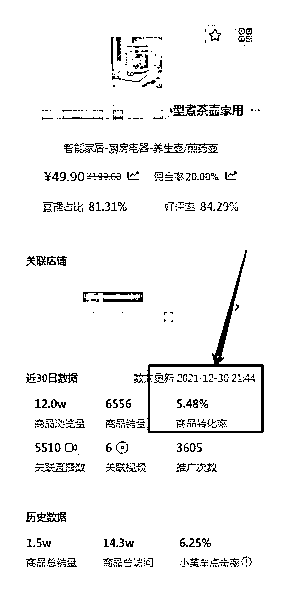 型煮茶壶家用
智能家居-厨房电器-养生壶/煎药壶
¥49.90 佣金率20.00%
直播占比 81.31% 好评率 84.29%
关联店铺
近30日数据 数据更新 2021-12-30 21:44
12.0w 6556 5.48%
商品浏览量 商品销量 商品转化率
5510 6 3605
关联直播数 关联视频 推广次数
历史数据
1.5w 14.3w 6.25%
商品总销量 商品总访问 小黄车点击率